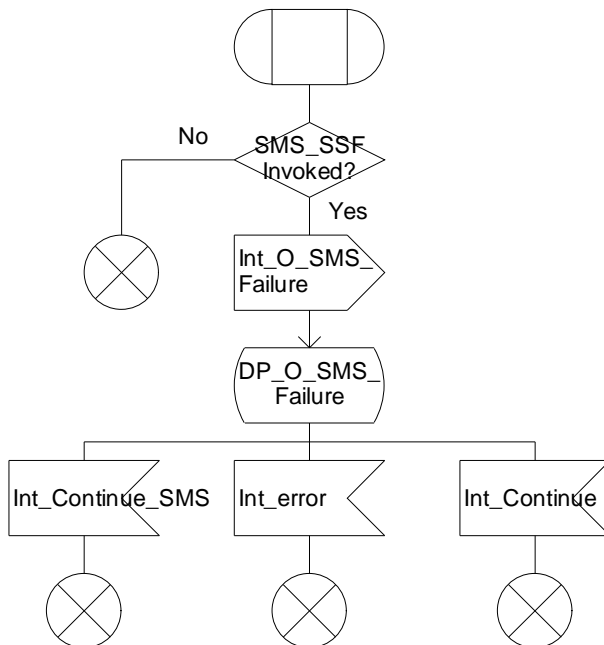 No
SMS_SSF
Invoked?
Yes
Int_O_SMS_
Failure
DP_O_SMS_
Failure
Int_Continue_SMS
Int_error
Int_Continue